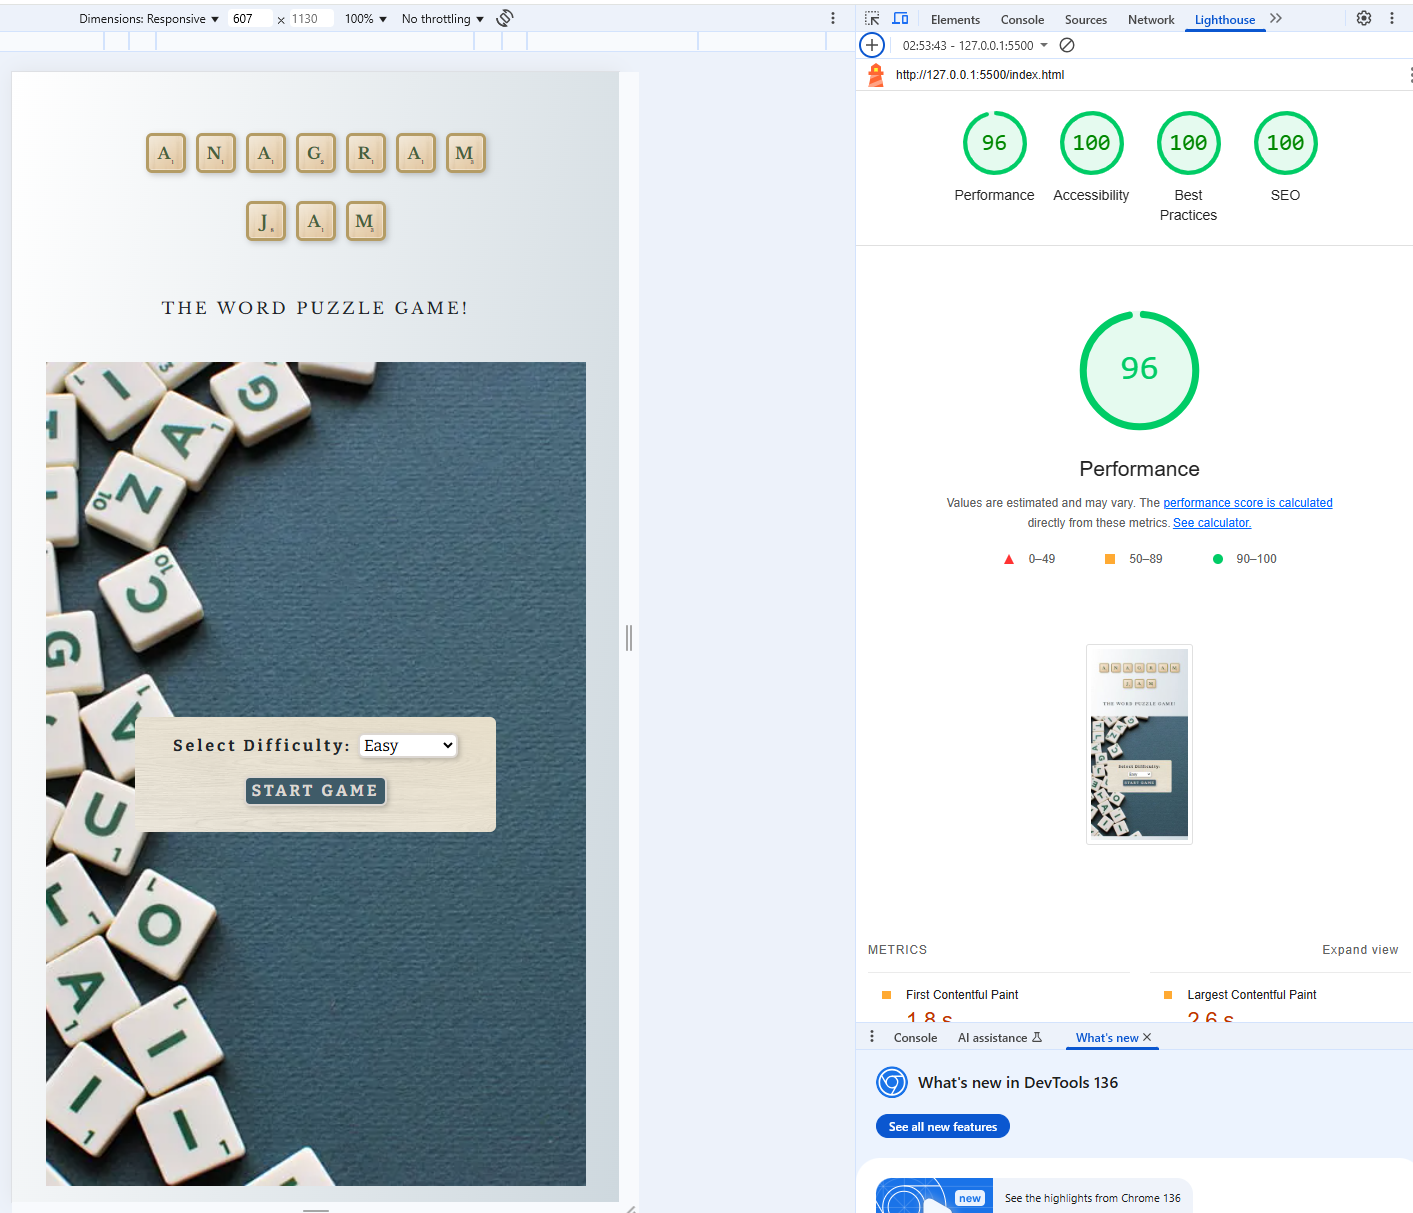 Dimensions: Responsive ▼ 607 x 1130 100% ▼ No throttling ▼
Elements Console Sources Network Lighthouse
02:53:43 - 127.0.0.1:5500
http://127.0.0.1:5500/index.html
96 100 100 100
Performance Accessibility Best Practices SEO
96
Performance
Values are estimated and may vary. The performance score is calculated
directly from these metrics. See calculator.
0–49 50–89 90–100
METRICS Expand view
First Contentful Paint Largest Contentful Paint
1.8 s 2.6 s
Console AI assistance What's new
What's new in DevTools 136
See all new features
new See the highlights from Chrome 136
A N A G R A M
J A M
THE WORD PUZZLE GAME!
Select Difficulty: Easy
START GAME